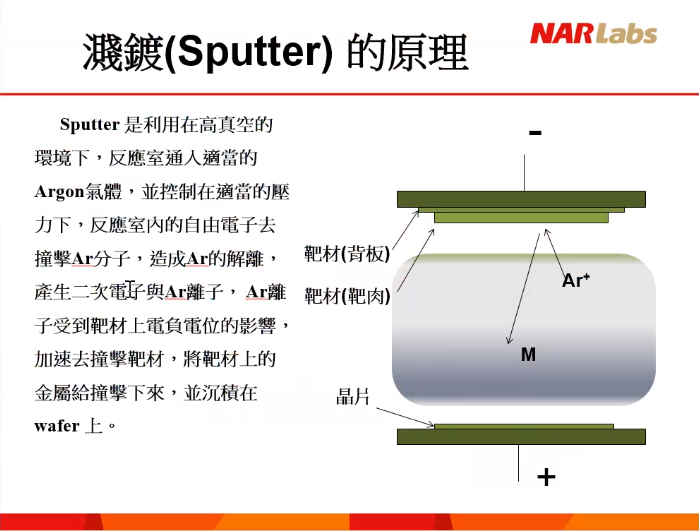 濺鍍(Sputter) 的原理
NARLabs
Sputter 是利用在高真空的
環境下，反應室通入適當的
Argon氣體，並控制在適當的壓
力下，反應室內的自由電子去
撞擊Ar分子，造成Ar的解離，
產生二次電子與Ar離子， Ar離
子受到靶材上電負電位的影響，
加速去撞擊靶材，將靶材上的
金屬給撞擊下來，並沉積在
wafer 上。
-
靶材(背板)
靶材(靶肉)
Ar⁺
M
晶片
+